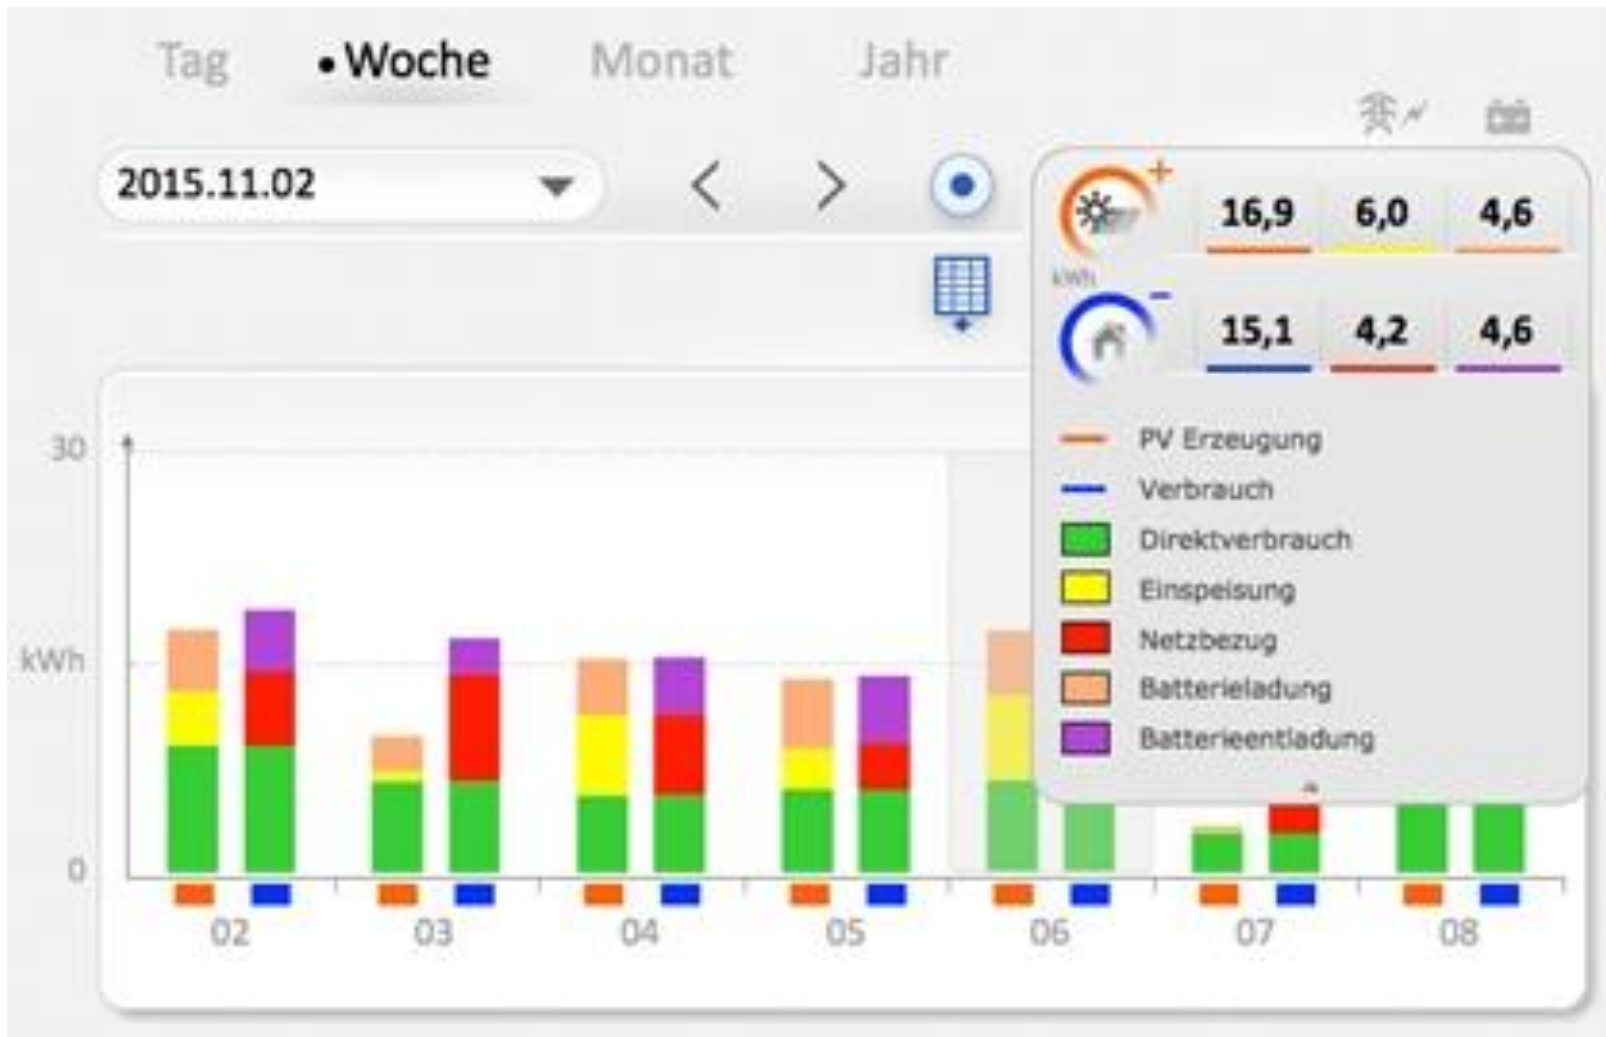 Tag • Woche Monat Jahr
2015.11.02
16,9 6,0 4,6
kWh
15,1 4,2 4,6
PV Erzeugung
Verbrauch
Direktverbrauch
Einspeisung
Netzbezug
Batterieladung
Batterieentladung
30
kWh
0
02 03 04 05 06 07 08